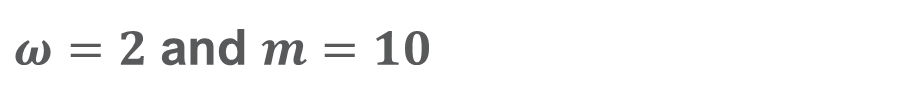 ω = 2 and m = 10